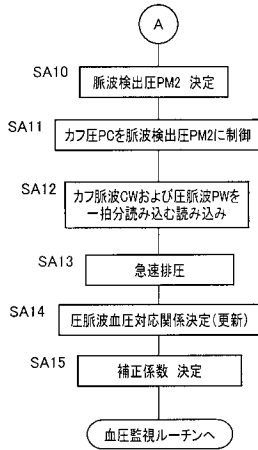 A
SA10
脈波検出圧PM2 決定
SA11
カフ圧PCを脈波検出圧PM2に制御
SA12
カフ脈波CWおよび圧脈波PWを
一拍分読み込む読み込み
SA13
急速排圧
SA14
圧脈波血圧対応関係決定(更新)
SA15
補正係数 決定
血圧監視ルーチンへ